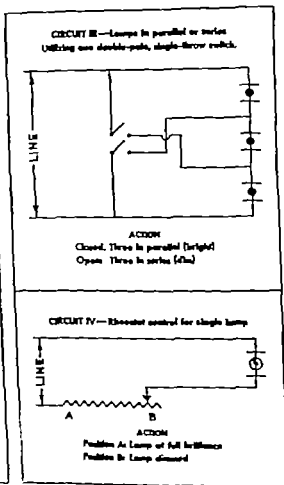 CIRCUIT III—Lamps in parallel or series
Utilizing one double-pole, single-throw switch.
LINE
ACTION
Closed: Three in parallel (bright)
Open: Three in series (dim)
CIRCUIT IV—Rheostat control for single lamp
LINE
A B
ACTION
Position A: Lamp at full brilliance
Position B: Lamp dimmed